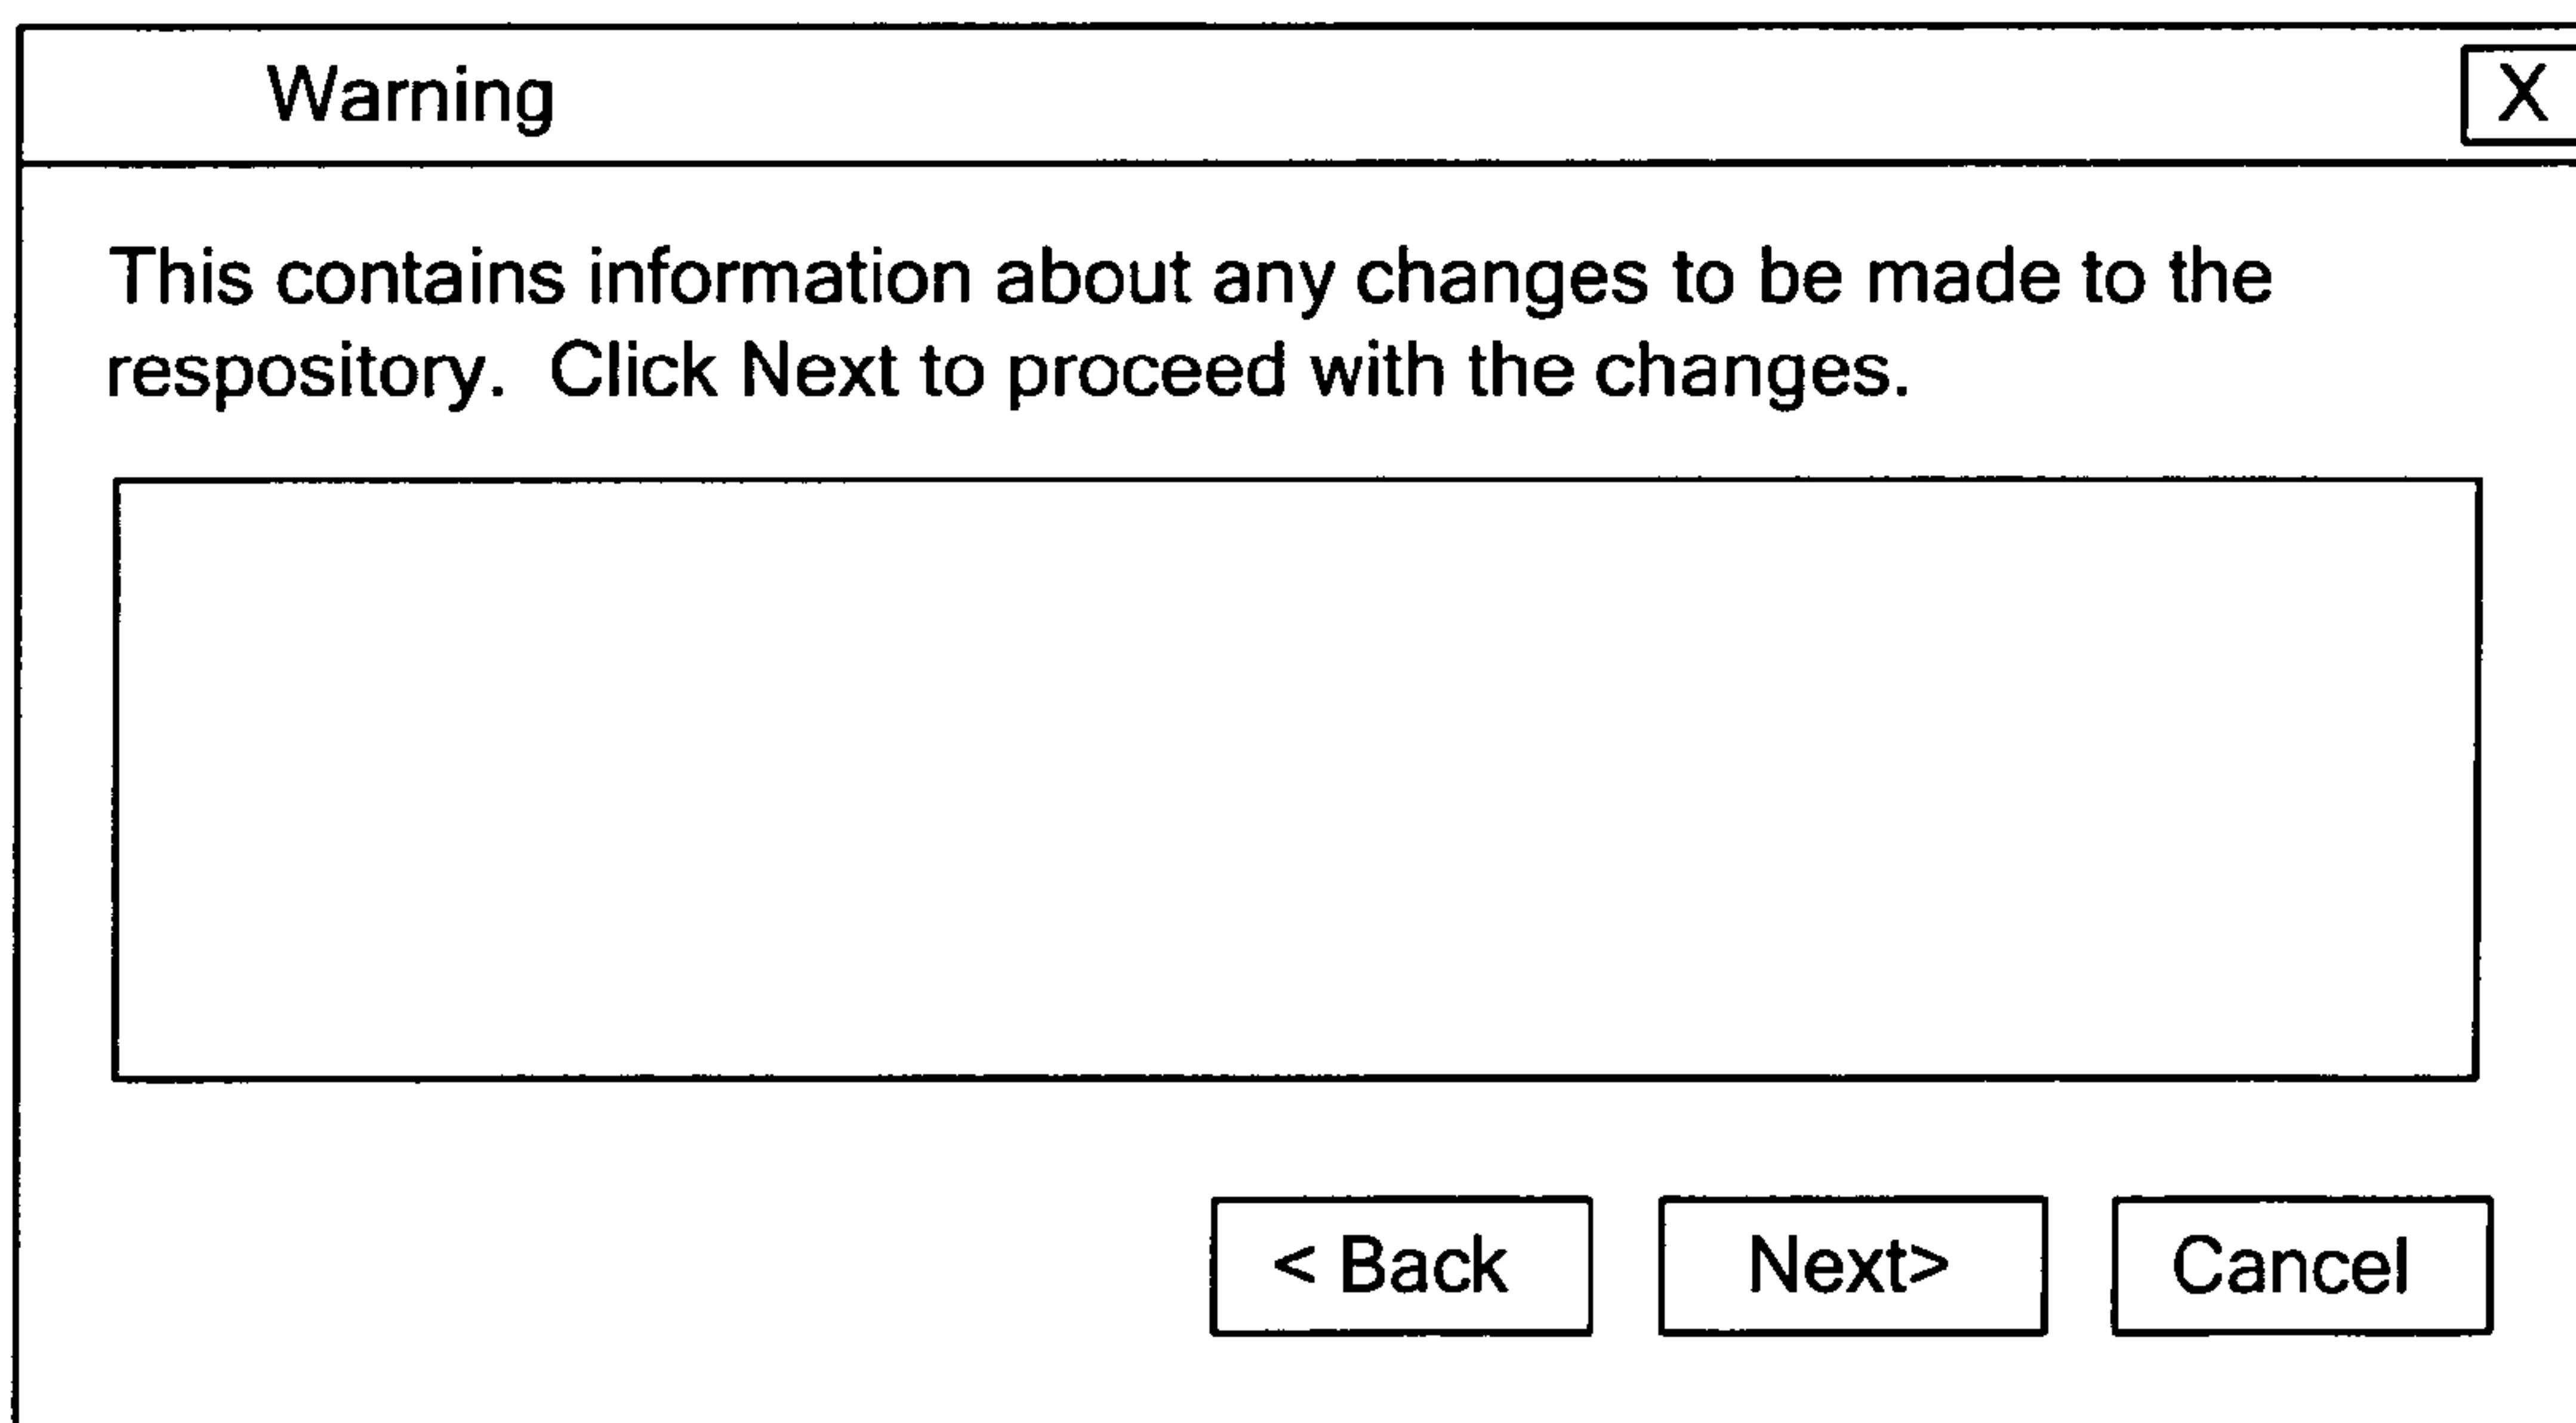 Warning
X
This contains information about any changes to be made to the
respository.  Click Next to proceed with the changes.
< Back
Next>
Cancel